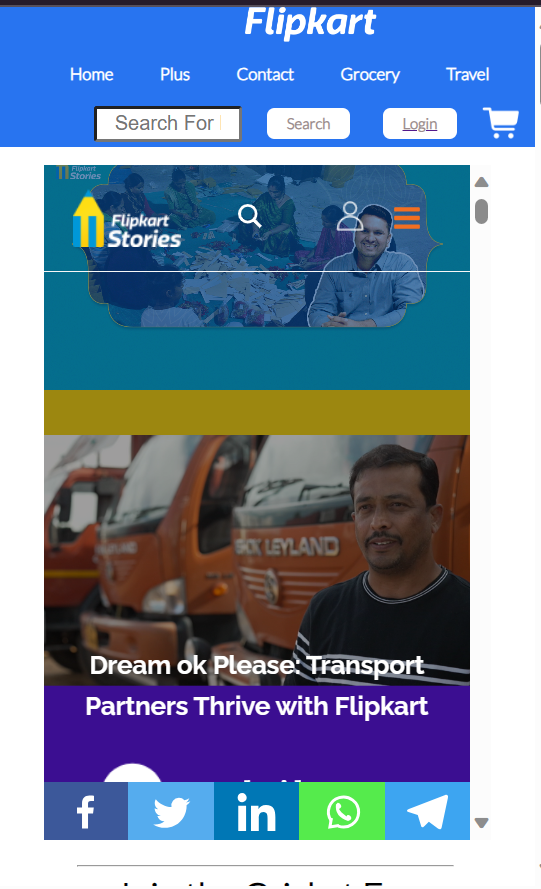 Flipkart
Home Plus Contact Grocery Travel
Search For
Search
Login
Flipkart
Stories
Flipkart
Stories
ASHOK LEYLAND
Dream ok Please: Transport
Partners Thrive with Flipkart